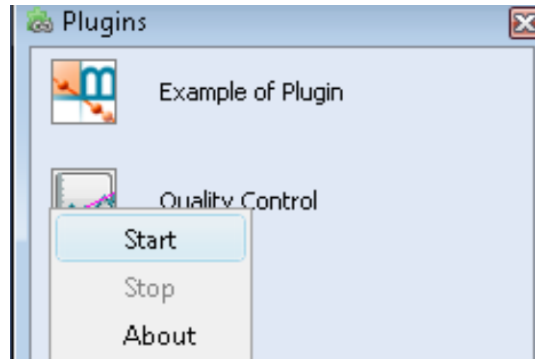 Plugins
Example of Plugin
Quality Control
Start
Stop
About